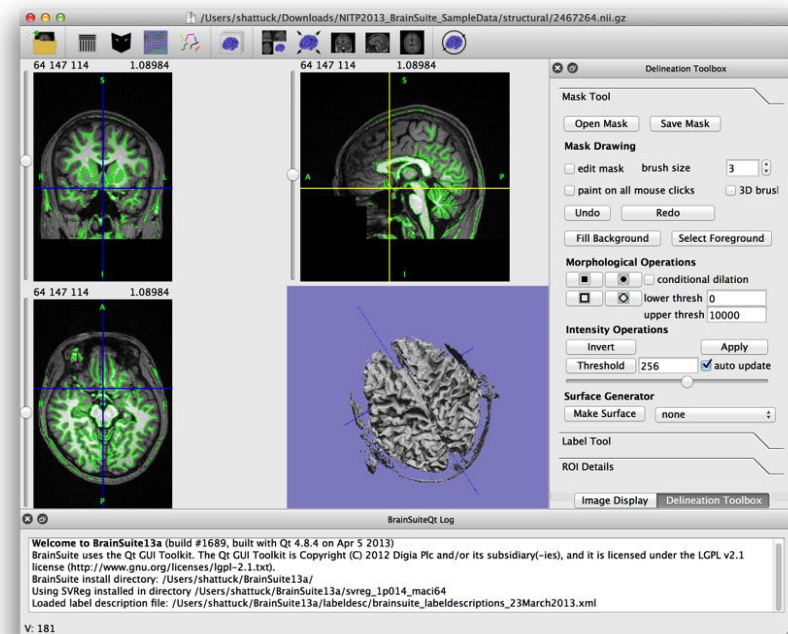 /Users/shattuck/Downloads/NITP2013_BrainSuite_SampleData/structural/2467264.nii.gz
64 147 114 1.08984
S
R
L
I
64 147 114 1.08984
S
A
P
I
64 147 114 1.08984
A
R
L
P
Delineation Toolbox
Mask Tool
Open Mask Save Mask
Mask Drawing
edit mask brush size 3
paint on all mouse clicks 3D brus
Undo Redo
Fill Background Select Foreground
Morphological Operations
conditional dilation
lower thresh 0
upper thresh 10000
Intensity Operations
Invert Apply
Threshold 256 auto update
Surface Generator
Make Surface none
Label Tool
ROI Details
Image Display Delineation Toolbox
BrainSuiteQt Log
Welcome to BrainSuite13a (build #1689, built with Qt 4.8.4 on Apr 5 2013)
BrainSuite uses the Qt GUI Toolkit. The Qt GUI Toolkit is Copyright (C) 2012 Digia Plc and/or its subsidiary(-ies), and it is licensed under the LGPL v2.1
license (http://www.gnu.org/licenses/lgpl-2.1.txt).
BrainSuite install directory: /Users/shattuck/BrainSuite13a/
Using SVReg installed in directory /Users/shattuck/BrainSuite13a/svreg_1p014_maci64
Loaded label description file: /Users/shattuck/BrainSuite13a/labeldesc/brainsuite_labeldescriptions_23March2013.xml
V: 181